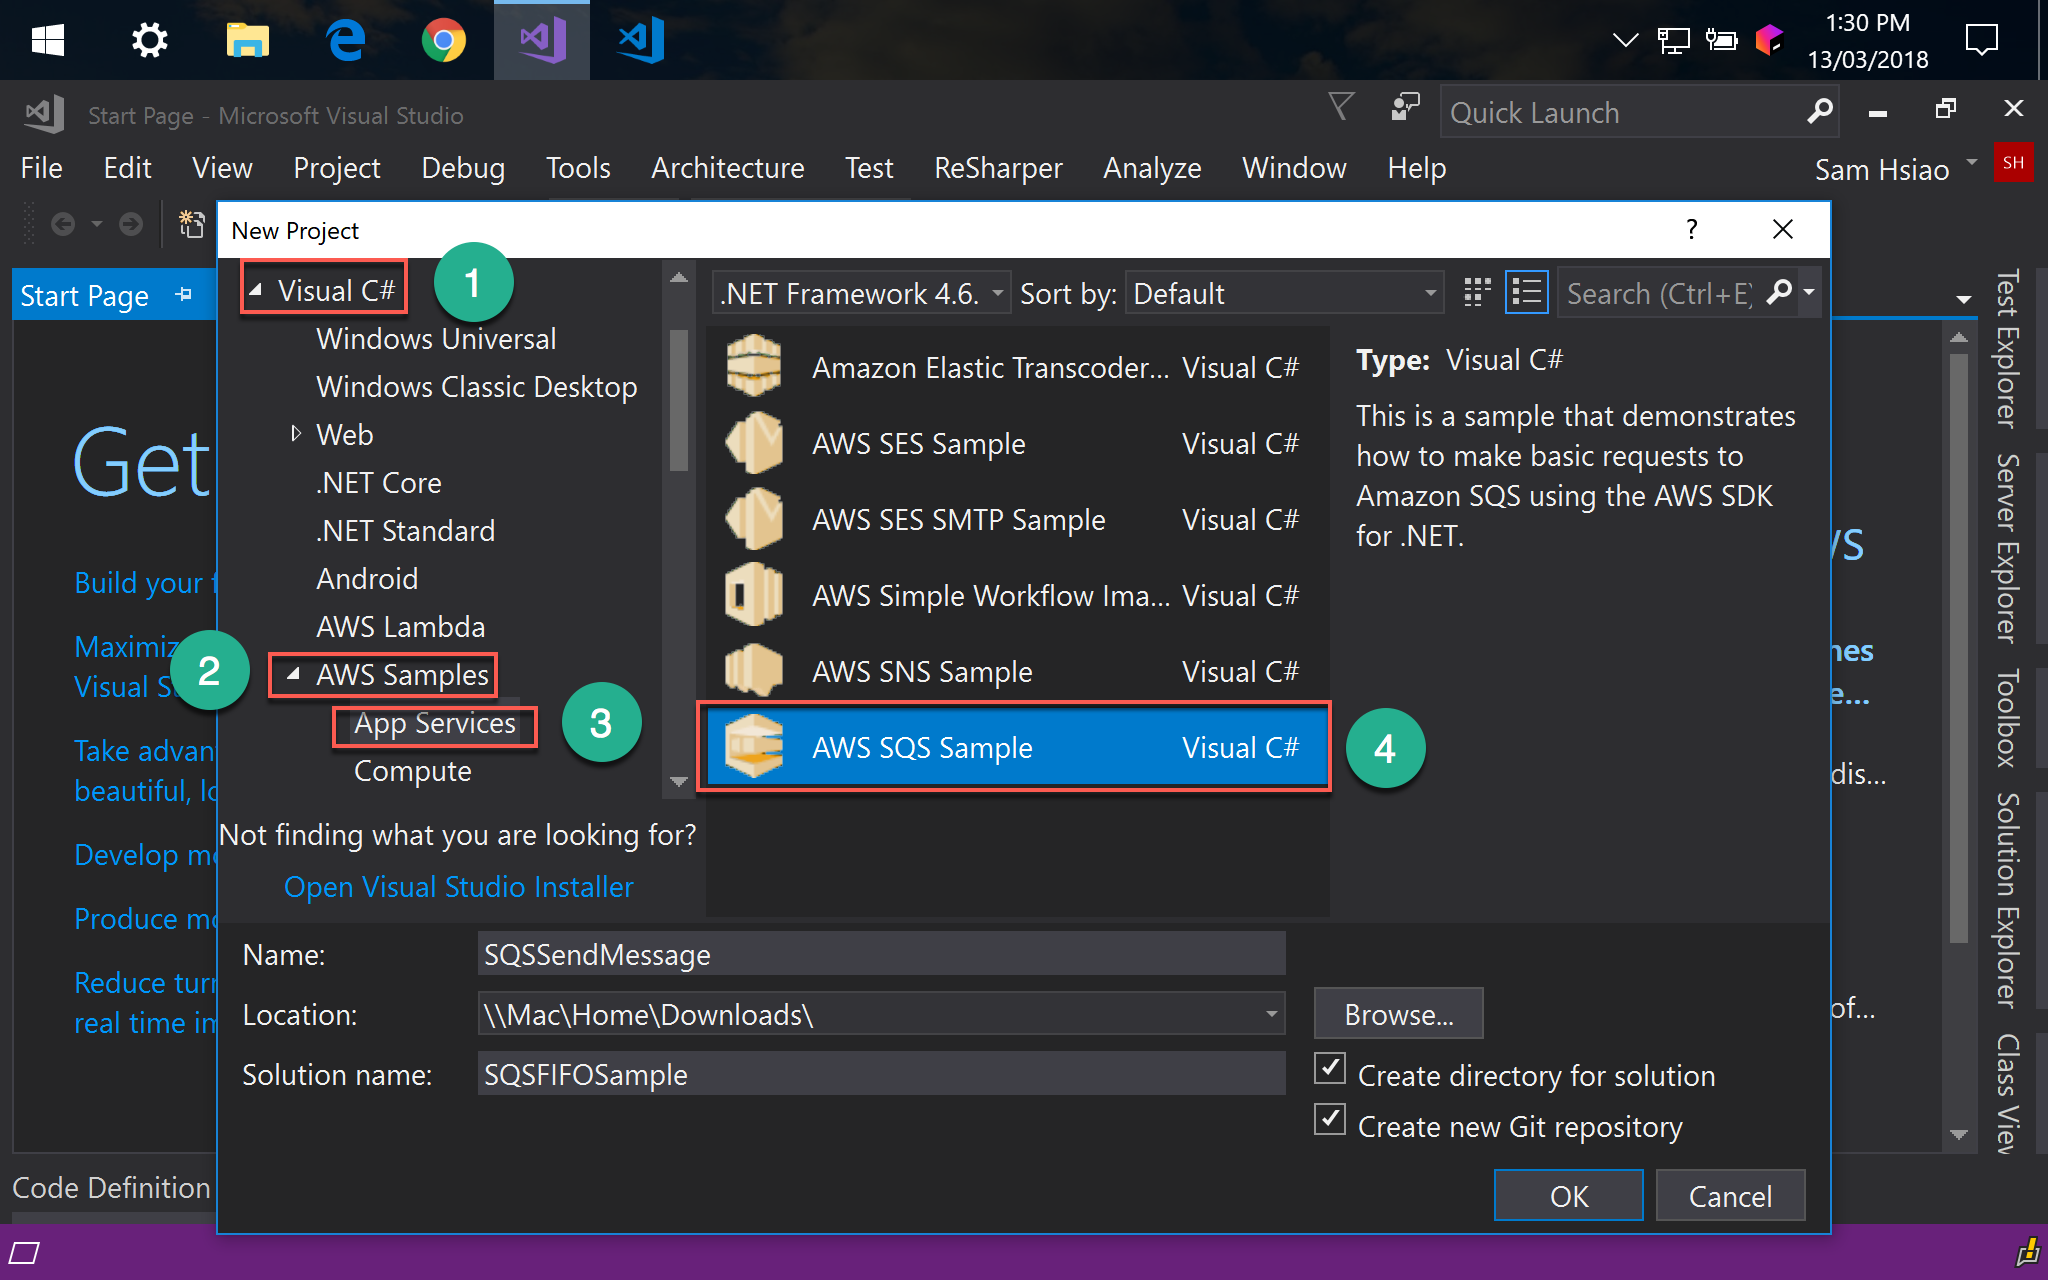 1:30 PM
13/03/2018
Start Page - Microsoft Visual Studio
Quick Launch
File Edit View Project Debug Tools Architecture Test ReSharper Analyze Window Help
Sam Hsiao SH
New Project ?
Start Page
Visual C#
1
Windows Universal
Windows Classic Desktop
Web
.NET Core
.NET Standard
Android
AWS Lambda
2
AWS Samples
App Services
3
Compute
Not finding what you are looking for?
Open Visual Studio Installer
.NET Framework 4.6.
Sort by: Default
Search (Ctrl+E)
Amazon Elastic Transcoder... Visual C#
AWS SES Sample Visual C#
AWS SES SMTP Sample Visual C#
AWS Simple Workflow Ima... Visual C#
AWS SNS Sample Visual C#
AWS SQS Sample Visual C#
4
Type: Visual C#
This is a sample that demonstrates
how to make basic requests to
Amazon SQS using the AWS SDK
for .NET.
Name: SQSSendMessage
Location: \\Mac\Home\Downloads\
Browse...
Solution name: SQSFIFOSample
Create directory for solution
Create new Git repository
OK Cancel
Get
Build your
Maximiz
Visual S
Take advan
beautiful, lo
Develop mo
Produce mo
Reduce turn
real time im
Code Definition
dis...
of...
Test Explorer
Server Explorer
Toolbox
Solution Explorer
Class View